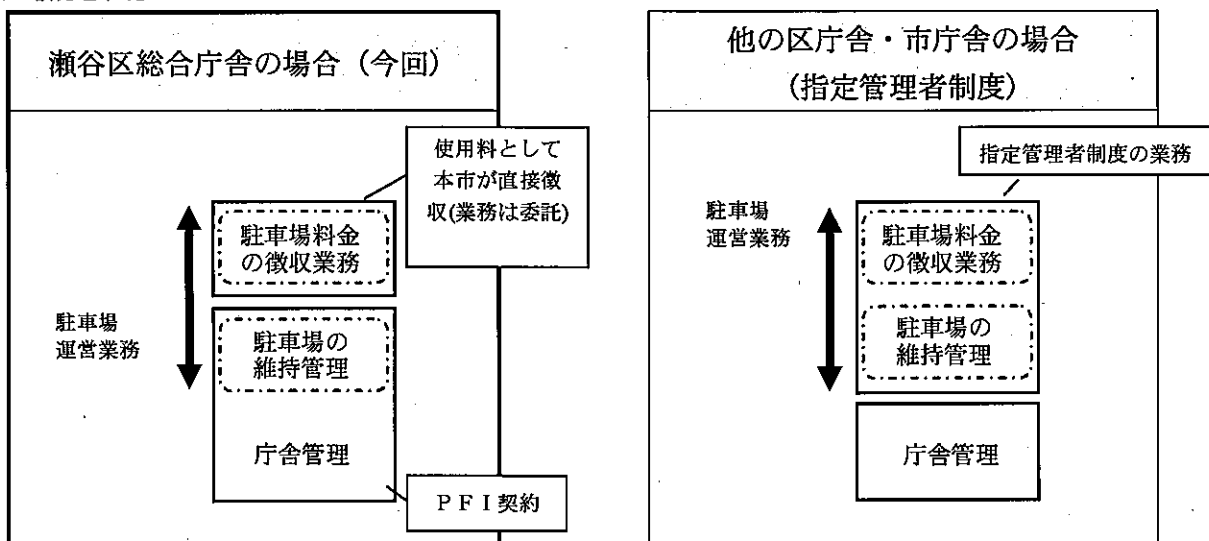 瀬谷区総合庁舎の場合（今回）
使用料として
本市が直接徴
収(業務は委託)
駐車場料金
の徴収業務
駐車場
運営業務
駐車場の
維持管理
庁舎管理
ＰＦＩ契約
他の区庁舎・市庁舎の場合
（指定管理者制度）
指定管理者制度の業務
駐車場
運営業務
駐車場料金
の徴収業務
駐車場の
維持管理
庁舎管理